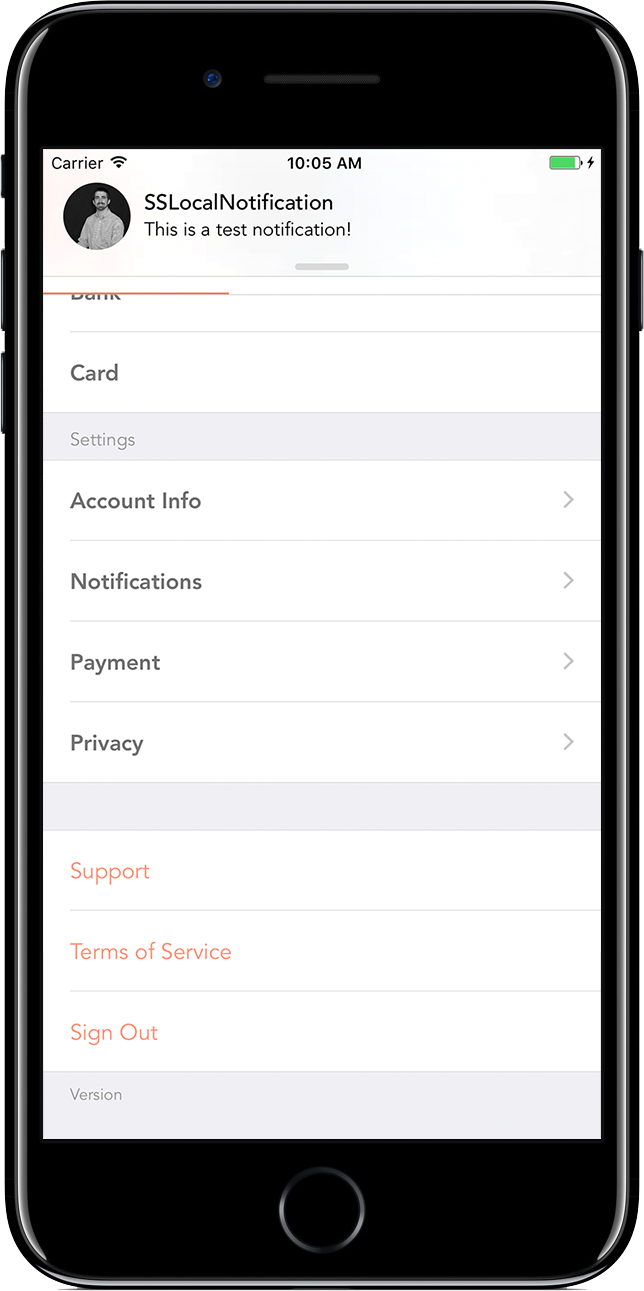 Carrier 10:05 AM
SSLocalNotification
This is a test notification!
Bank
Card
Settings
Account Info
Notifications
Payment
Privacy
Support
Terms of Service
Sign Out
Version